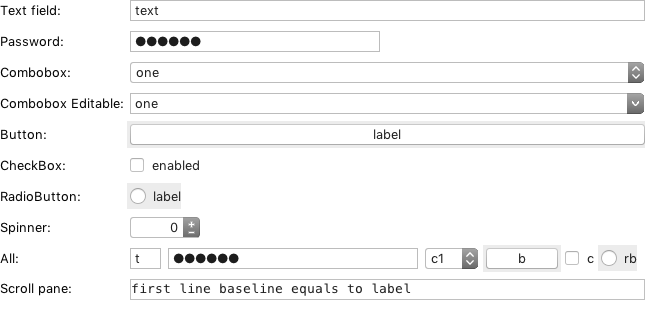 Text field: text
Password: ●●●●●●
Combobox: one
Combobox Editable: one
Button: label
CheckBox: enabled
RadioButton: label
Spinner: 0
All: t ●●●●●● c1 b c rb
Scroll pane: first line baseline equals to label